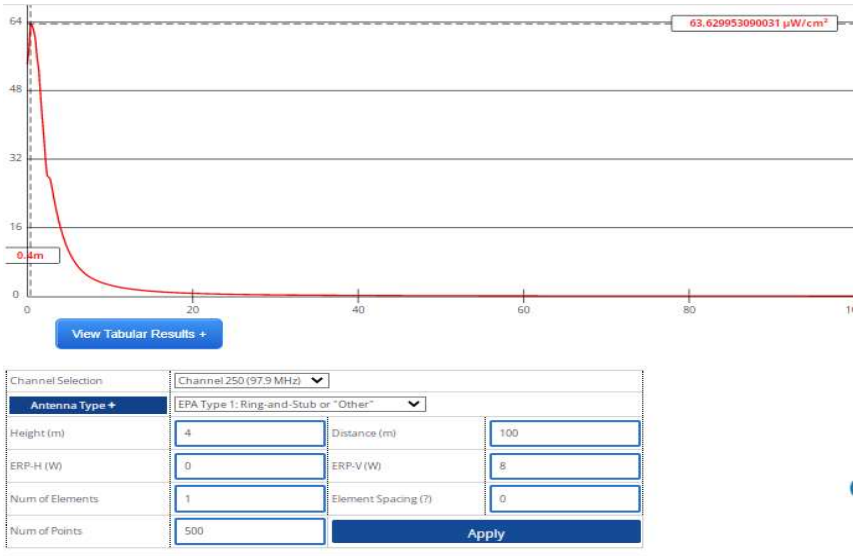 64
63.629953090031 µW/cm²
48
32
16
0.4m
0
0 20 40 60 80
View Tabular Results +
Channel Selection Channel 250 (97.9 MHz)
Antenna Type + EPA Type 1: Ring-and-Stub or "Other"
Height (m) 4 Distance (m) 100
ERP-H (W) 0 ERP-V (W) 8
Num of Elements 1 Element Spacing (?) 0
Num of Points 500 Apply